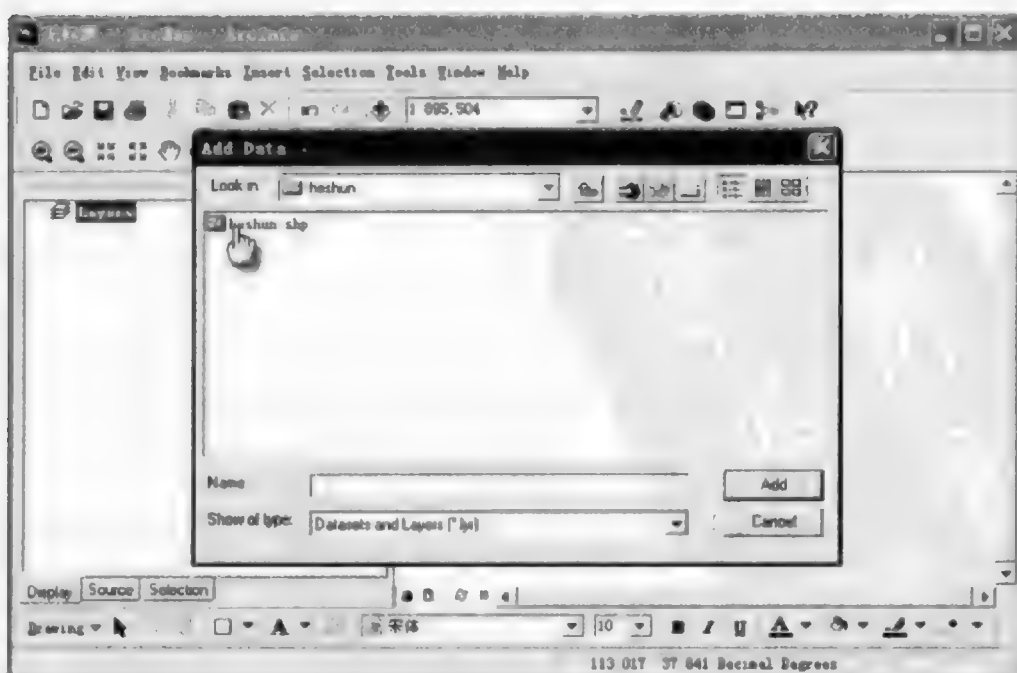 ArcMap ArcInfo
File Edit View Bookmarks Insert Selection Tools Window Help
1 895,504
Add Data
Look in heshun
Layers
heshun shp
Name
Add
Show of type: Datasets and Layers (*.lyr)
Cancel
Display Source Selection
Drawing A 宋体 10 B I U A
113 017 37 841 Decimal Degrees